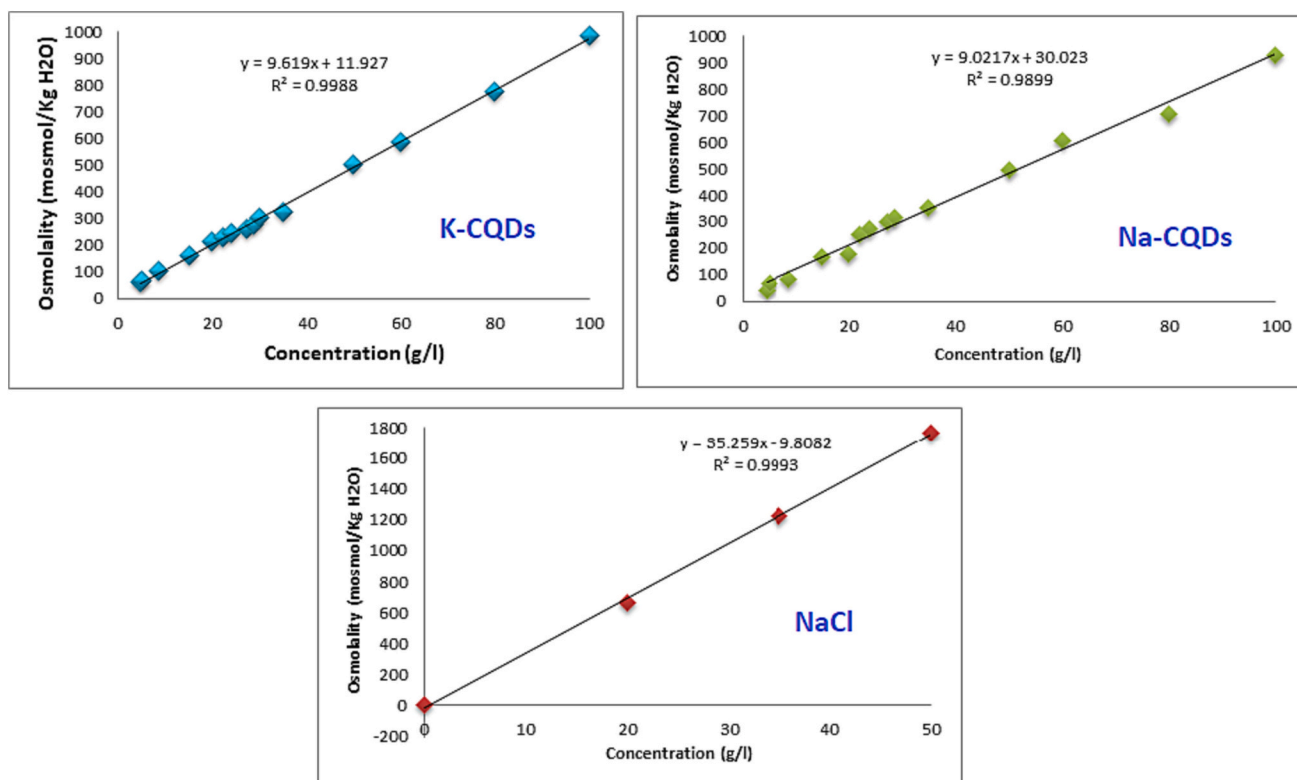 Osmolality (mosmol/Kg H2O)
1000
900
800
700
600
500
400
300
200
100
0
y = 9.619x + 11.927
R² = 0.9988
K-CQDs
0 20 40 60 80 100
Concentration (g/l)
Osmolality (mosmol/Kg H2O)
1000
900
800
700
600
500
400
300
200
100
0
y = 9.0217x + 30.023
R² = 0.9899
Na-CQDs
0 20 40 60 80 100
Concentration (g/l)
Osmolality (mosmol/Kg H2O)
1800
1600
1400
1200
1000
800
600
400
200
0
-200
y = 35.259x - 9.8082
R² = 0.9993
NaCl
0 10 20 30 40 50
Concentration (g/l)